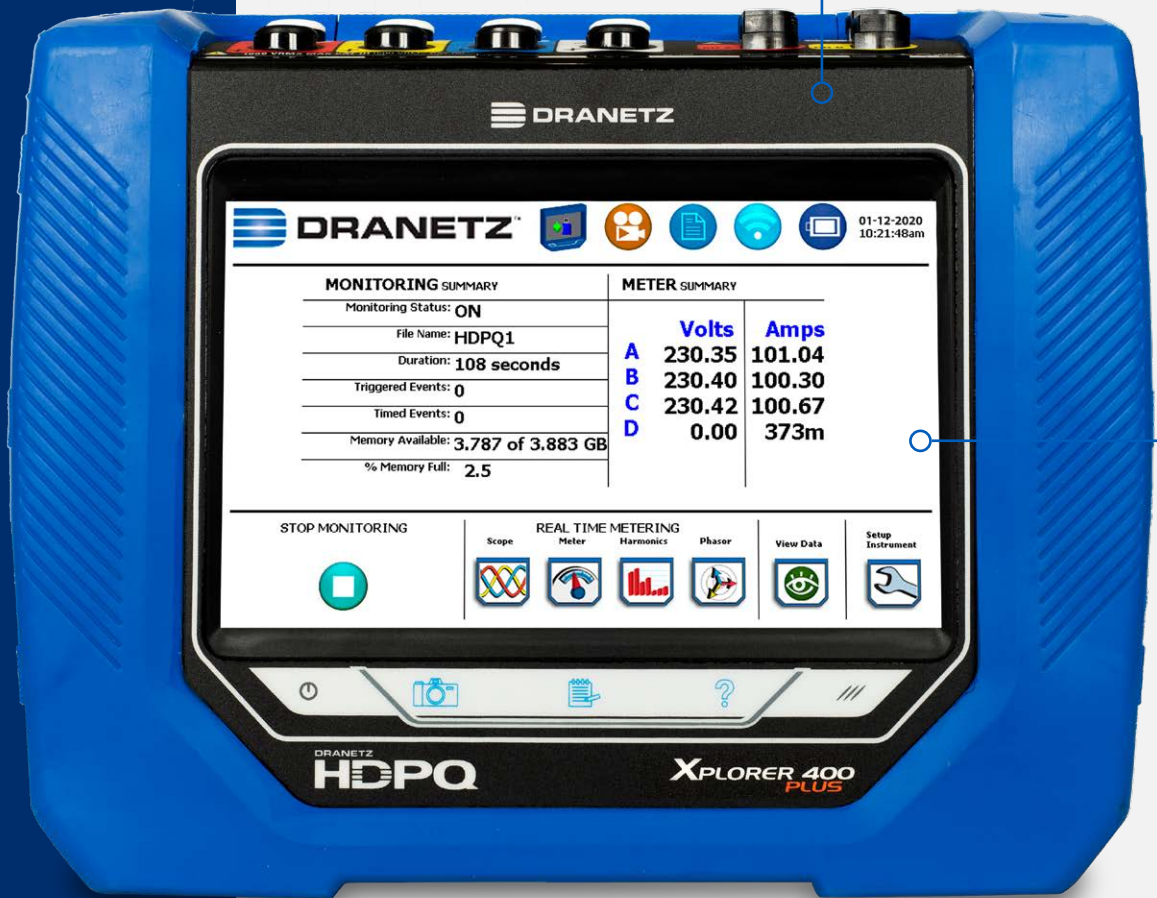 DRANETZ
DRANETZ™
01-12-2020
10:21:48am
MONITORING SUMMARY
Monitoring Status: ON
File Name: HDPQ1
Duration: 108 seconds
Triggered Events: 0
Timed Events: 0
Memory Available: 3.787 of 3.883 GB
% Memory Full: 2.5
METER SUMMARY
Volts Amps
A 230.35 101.04
B 230.40 100.30
C 230.42 100.67
D 0.00 373m
STOP MONITORING
REAL TIME METERING
Scope Meter Harmonics Phasor
View Data
Setup
Instrument
DRANETZ
HDPQ
XPLORER 400
PLUS